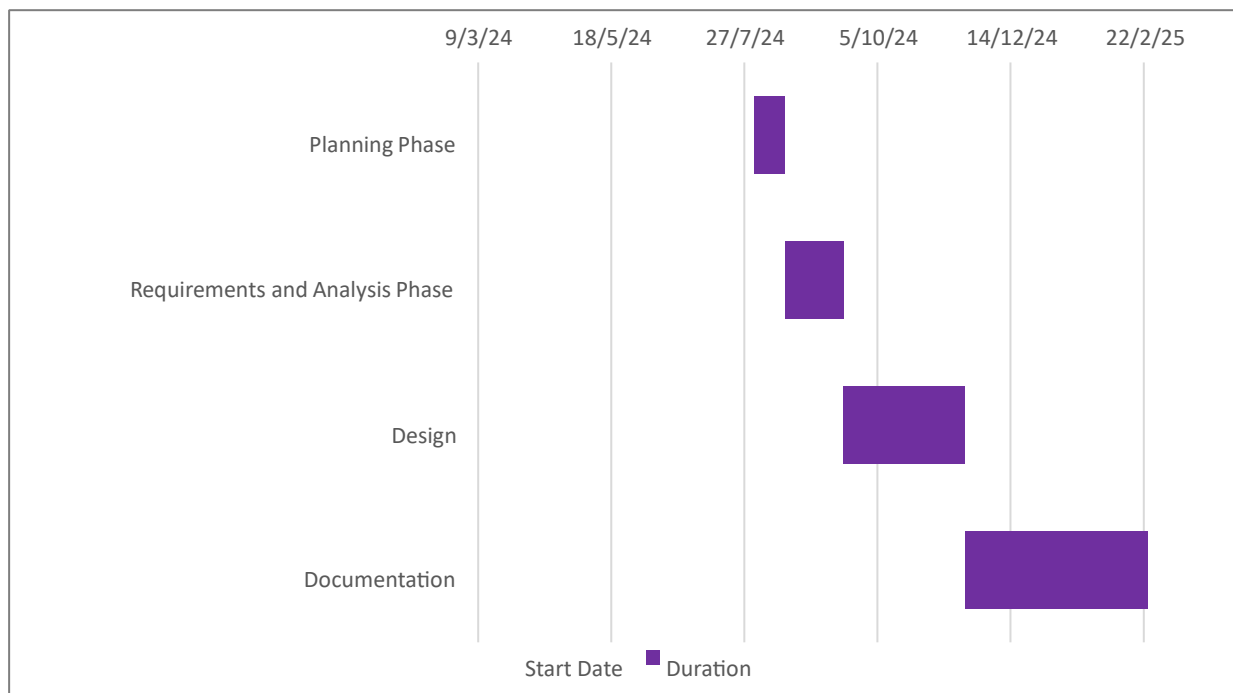 9/3/24 18/5/24 27/7/24 5/10/24 14/12/24 22/2/25
Planning Phase
Requirements and Analysis Phase
Design
Documentation
Start Date Duration